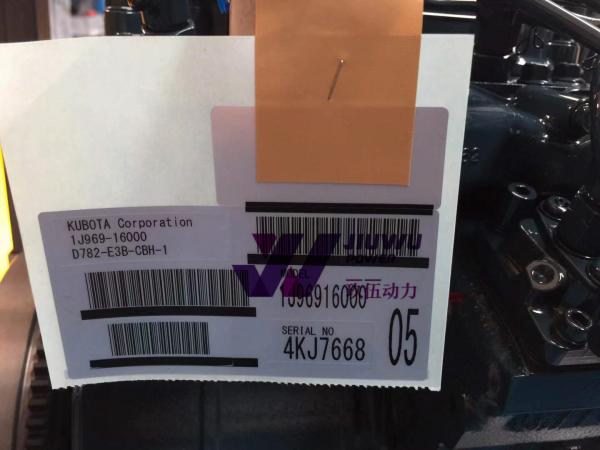 KUBOTA Corporation
1J969-16000
D782-E3B-CBH-1
JIUWU
POWER
MODEL
1J96916000
玖伍动力
SERIAL NO
4KJ7668
05